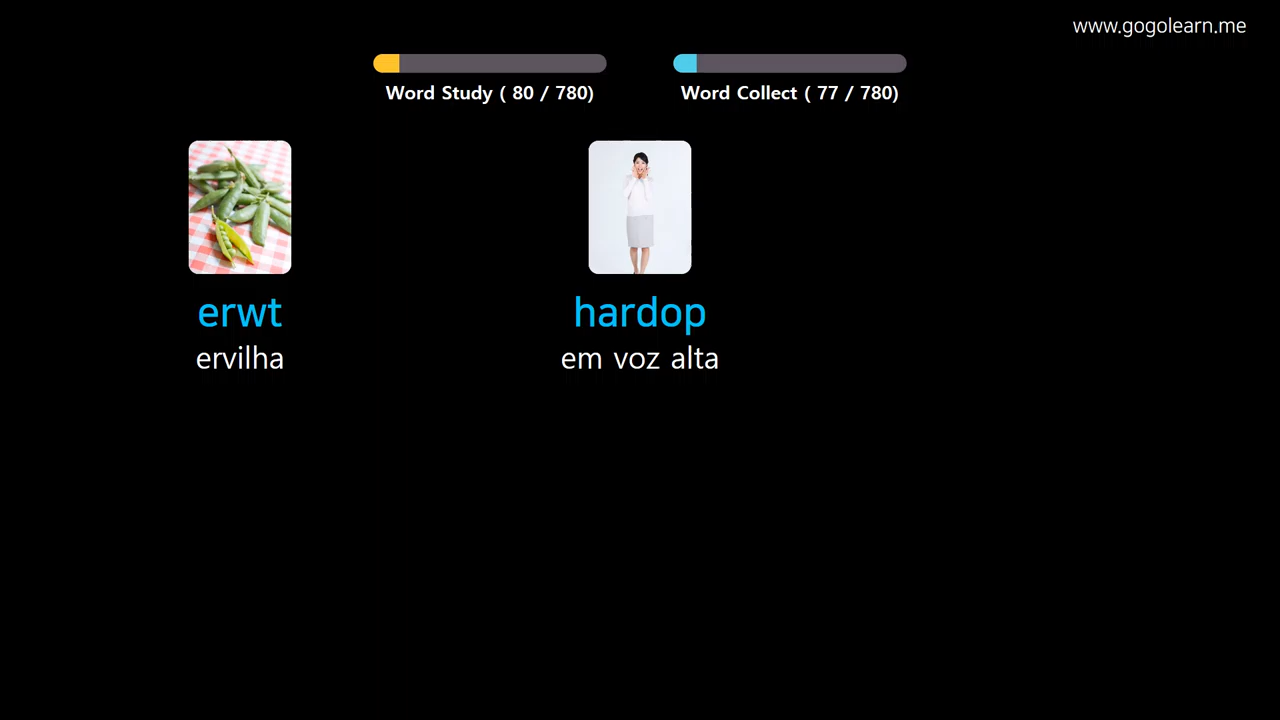 www.gogolearn.me
Word Study ( 80 / 780)
Word Collect ( 77 / 780)
erwt
ervilha
hardop
em voz alta